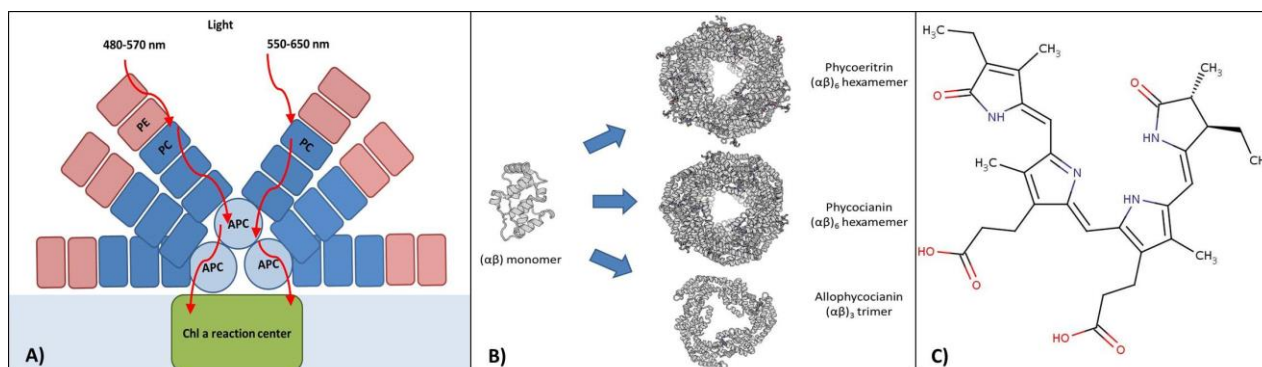 Light
480-570 nm
550-650 nm
PE
PC
PC
APC
APC
APC
Chl a reaction center
A)
(αβ) monomer
Phycoeritrin
(αβ)₆ hexamemer
Phycocianin
(αβ)₆ hexamemer
Allophycocianin
(αβ)₃ trimer
B)
H₃C
CH₃
CH₃
O
O
NH
NH
CH
H₃C
N
HN
CH₃
HO
O
HO
O
C)